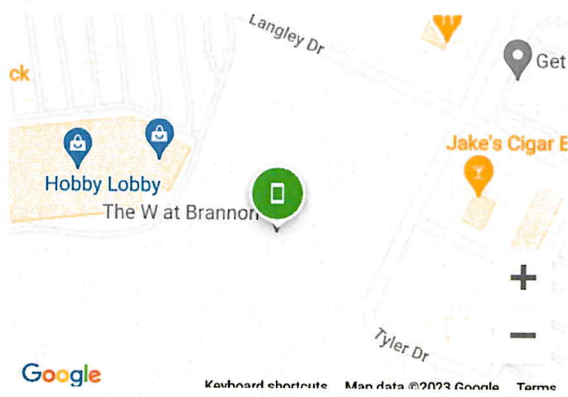 Langley Dr
Get
ck
Jake's Cigar B
Hobby Lobby
The W at Brannon
Tyler Dr
Google
Keyboard shortcuts Map data ©2023 Google Terms